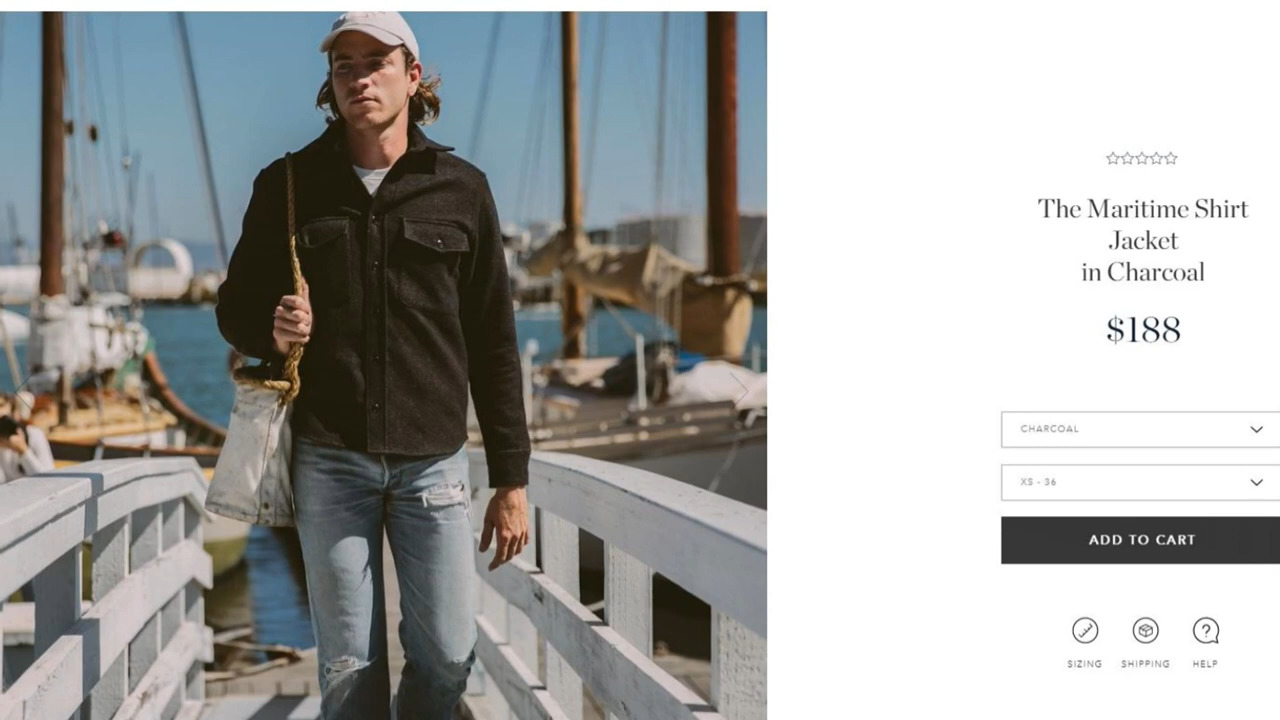 The Maritime Shirt
Jacket
in Charcoal
$188
CHARCOAL
XS - 36
ADD TO CART
SIZING
SHIPPING
HELP